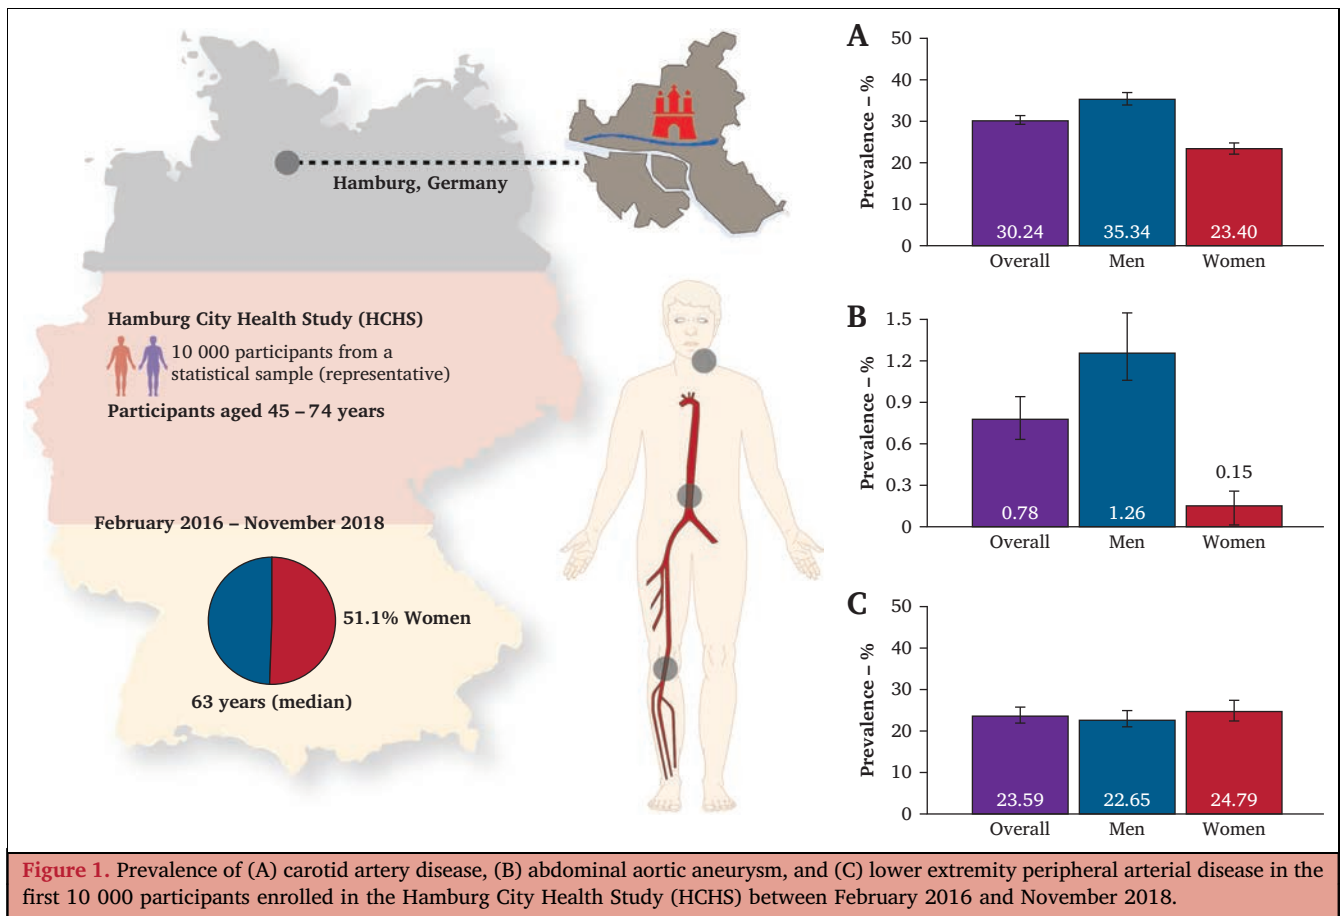 Hamburg, Germany
Hamburg City Health Study (HCHS)
10 000 participants from a
statistical sample (representative)
Participants aged 45 – 74 years
February 2016 – November 2018
51.1% Women
63 years (median)
A
Prevalence – %
50
40
30
20
10
0
30.24
35.34
23.40
Overall
Men
Women
B
Prevalence – %
1.5
1.2
0.9
0.6
0.3
0
0.78
1.26
0.15
Overall
Men
Women
C
Prevalence – %
50
40
30
20
10
0
23.59
22.65
24.79
Overall
Men
Women
Figure 1. Prevalence of (A) carotid artery disease, (B) abdominal aortic aneurysm, and (C) lower extremity peripheral arterial disease in the
first 10 000 participants enrolled in the Hamburg City Health Study (HCHS) between February 2016 and November 2018.